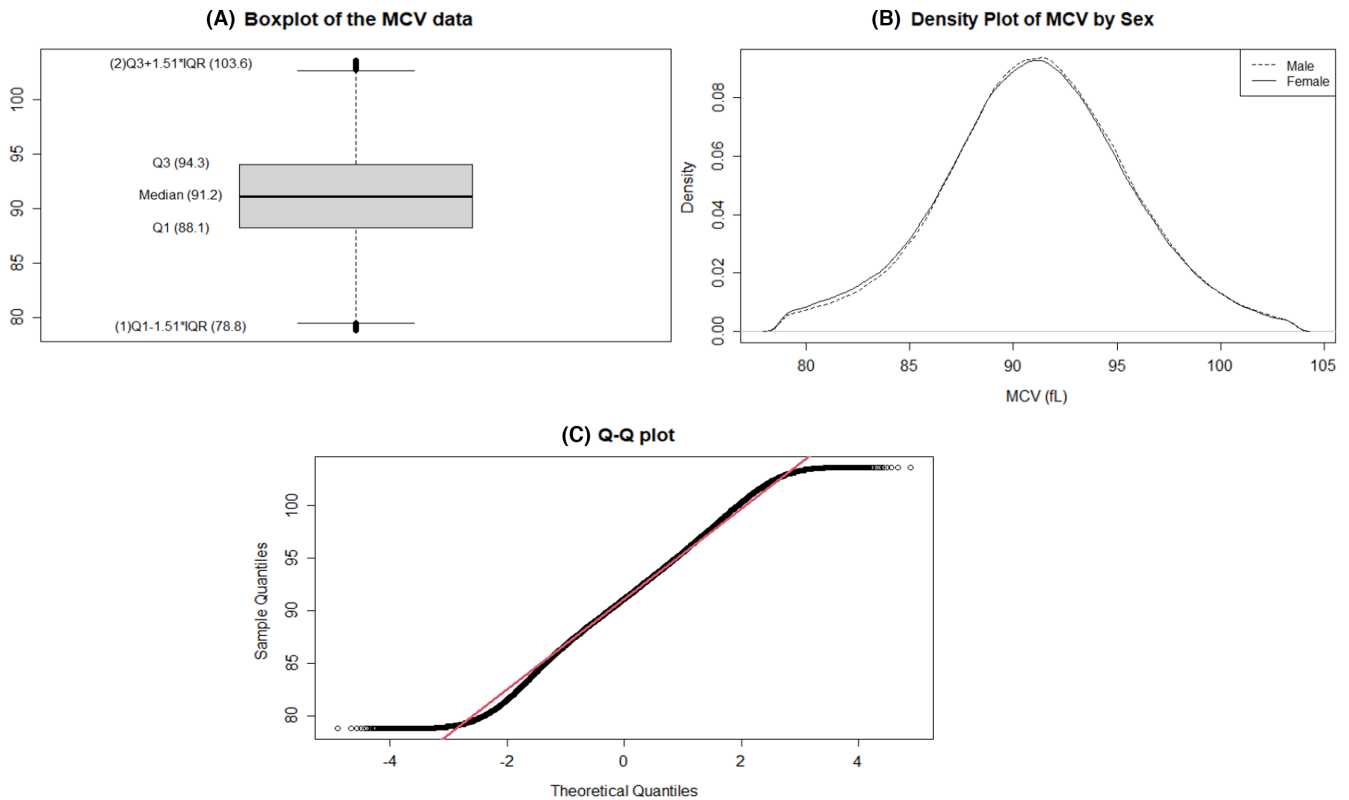 (A) Boxplot of the MCV data
(2)Q3+1.51*IQR (103.6)
100
95
Q3 (94.3)
Median (91.2)
90
Q1 (88.1)
85
80
(1)Q1-1.51*IQR (78.8)
(B) Density Plot of MCV by Sex
Male
Female
0.08
0.06
0.04
0.02
0.00
Density
80 85 90 95 100 105
MCV (fL)
(C) Q-Q plot
100
95
90
85
80
Sample Quantiles
-4 -2 0 2 4
Theoretical Quantiles